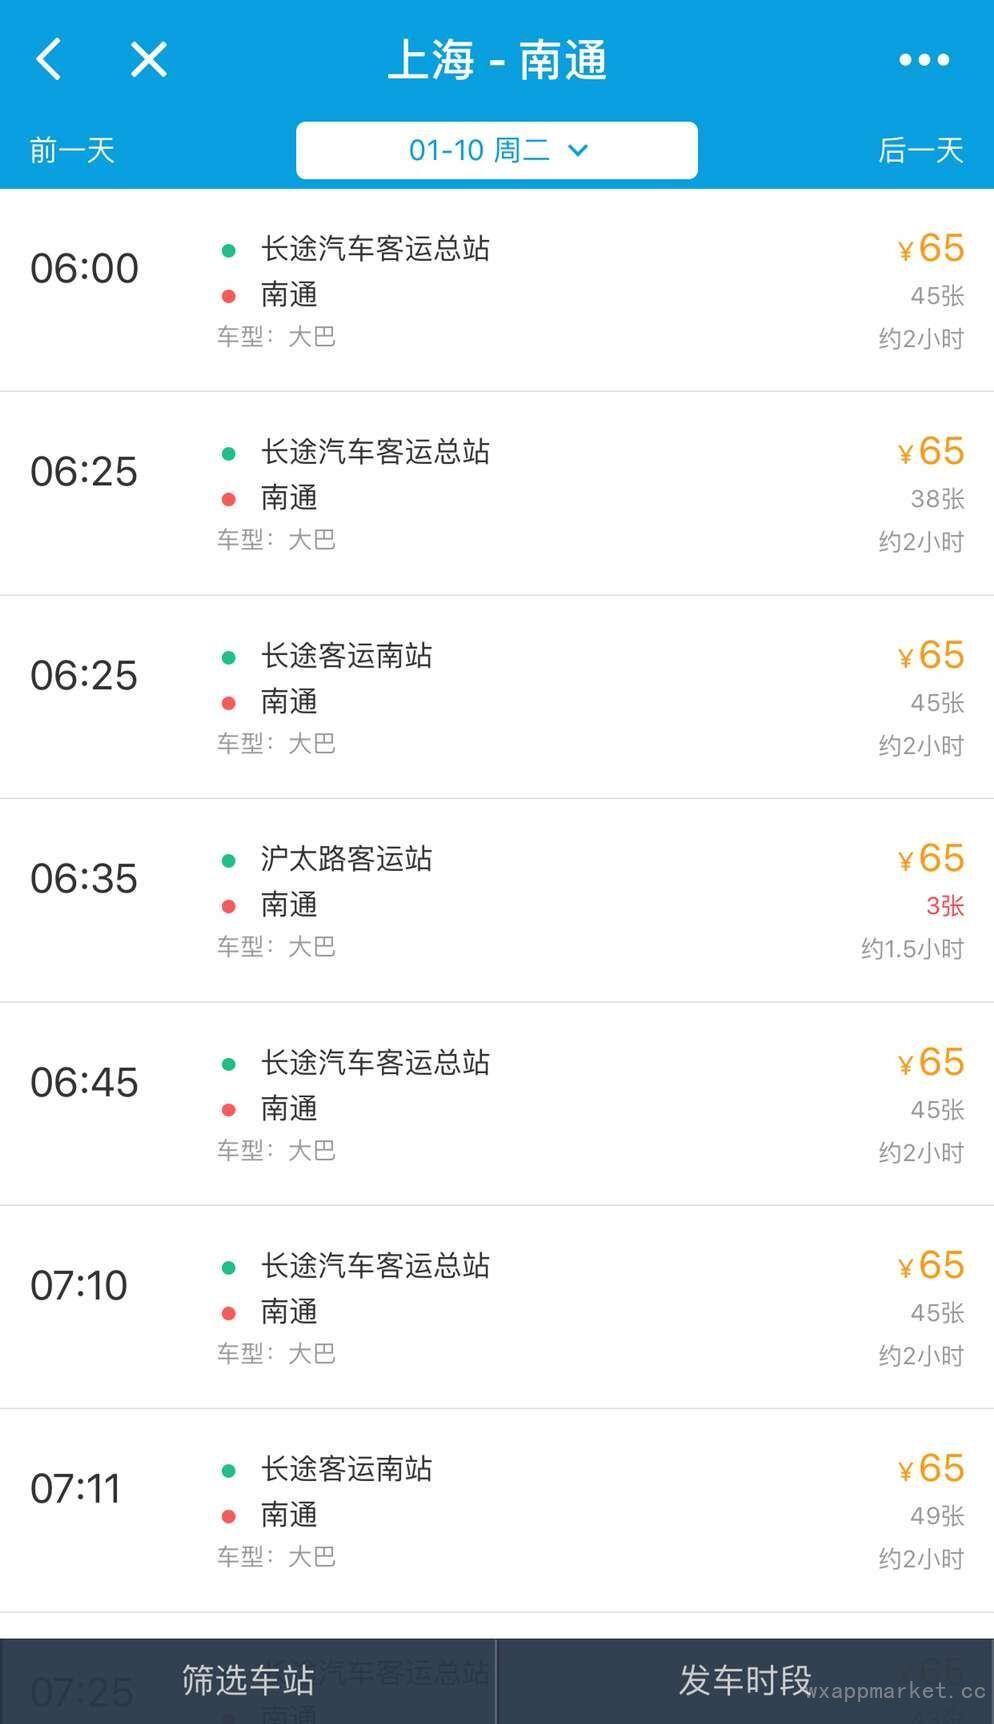 上海 - 南通
前一天 01-10 周二 后一天
06:00 长途汽车客运总站 ¥65
南通 45张
车型：大巴 约2小时
06:25 长途汽车客运总站 ¥65
南通 38张
车型：大巴 约2小时
06:25 长途客运南站 ¥65
南通 45张
车型：大巴 约2小时
06:35 沪太路客运站 ¥65
南通 3张
车型：大巴 约1.5小时
06:45 长途汽车客运总站 ¥65
南通 45张
车型：大巴 约2小时
07:10 长途汽车客运总站 ¥65
南通 45张
车型：大巴 约2小时
07:11 长途客运南站 ¥65
南通 49张
车型：大巴 约2小时
07:25 汽车客运总站 65
筛选车站 发车时段
wxappmarket.cc